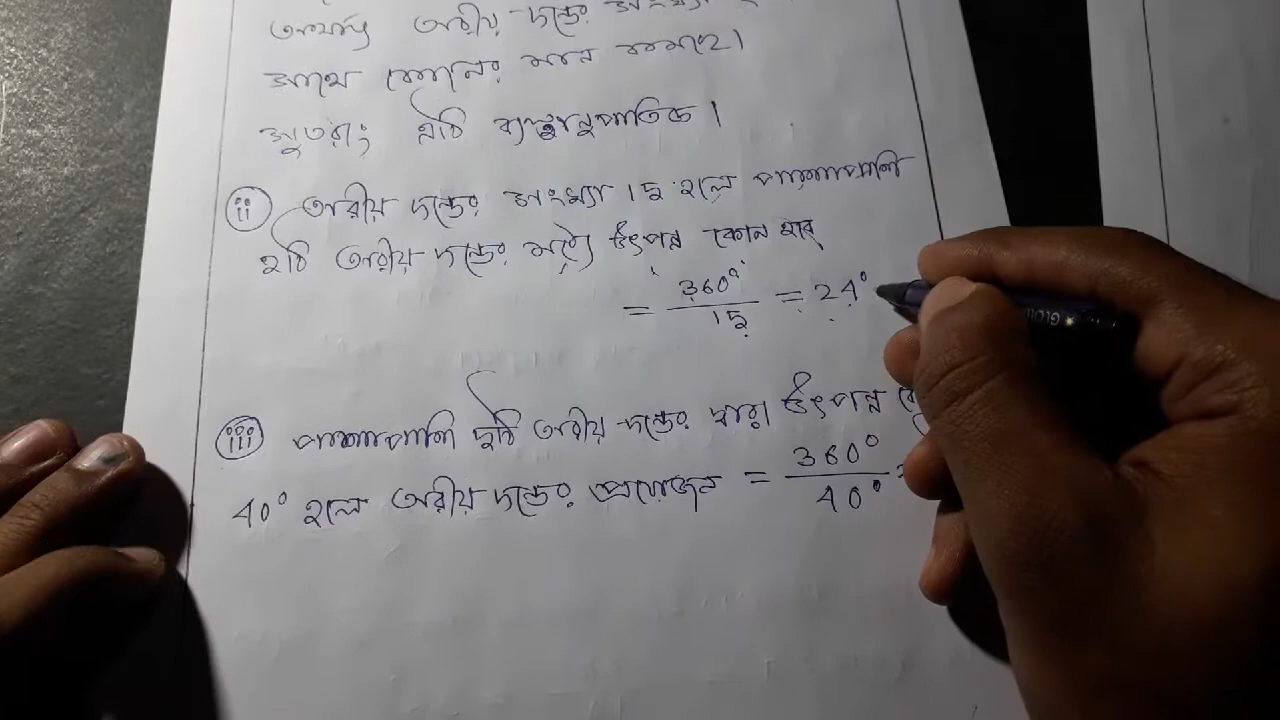 অর্থাৎ অরীয় দন্ডের সংখ্যা
সাথে কোনের মান কমছে।
সুতরাং এটি ব্যস্তানুপাতিক।
(ii) অরীয় দন্ডের সংখ্যা 15 হলে পাশাপাশি
দুটি অরীয় দন্ডের মধ্যে উৎপন্ন কোন হবে
= 360° / 15 = 24°
(iii) পাশাপাশি দুটি অরীয় দন্ডের দ্বারা উৎপন্ন
40° হলে অরীয় দন্ডের প্রয়োজন = 360° / 40° =